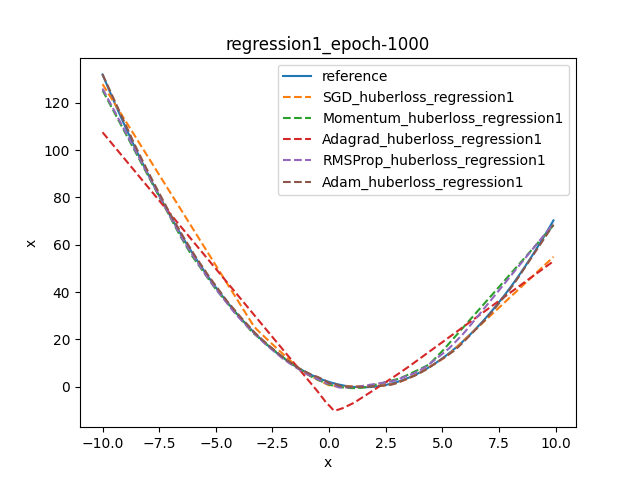 regression1_epoch-1000
reference
SGD_huberloss_regression1
Momentum_huberloss_regression1
Adagrad_huberloss_regression1
RMSProp_huberloss_regression1
Adam_huberloss_regression1
120
100
80
60
40
20
0
x
−10.0 −7.5 −5.0 −2.5 0.0 2.5 5.0 7.5 10.0
x